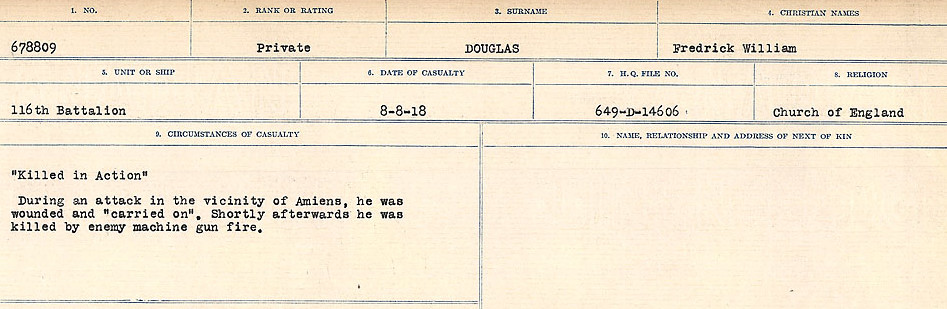 1. NO. 2. RANK OR RATING 3. SURNAME 4. CHRISTIAN NAMES
678809 Private DOUGLAS Fredrick William
5. UNIT OR SHIP 6. DATE OF CASUALTY 7. H.Q. FILE NO. 8. RELIGION
116th Battalion 8-8-18 649-D-14606 Church of England
9. CIRCUMSTANCES OF CASUALTY 10. NAME, RELATIONSHIP AND ADDRESS OF NEXT OF KIN
"Killed in Action"
During an attack in the vicinity of Amiens, he was
wounded and "carried on". Shortly afterwards he was
killed by enemy machine gun fire.